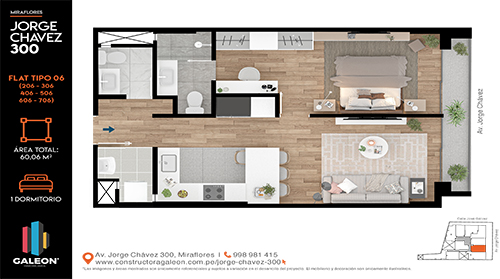 MIRAFLORES
JORGE
CHAVEZ
300
FLAT TIPO 06
(206 - 306
406 - 506
606 - 706)
ÁREA TOTAL:
60,06 M²
1 DORMITORIO
GALEON
Av. Jorge Chávez
Av. Jorge Chávez 300, Miraflores | 998 981 415
www.constructoragaleon.com.pe/jorge-chavez-300